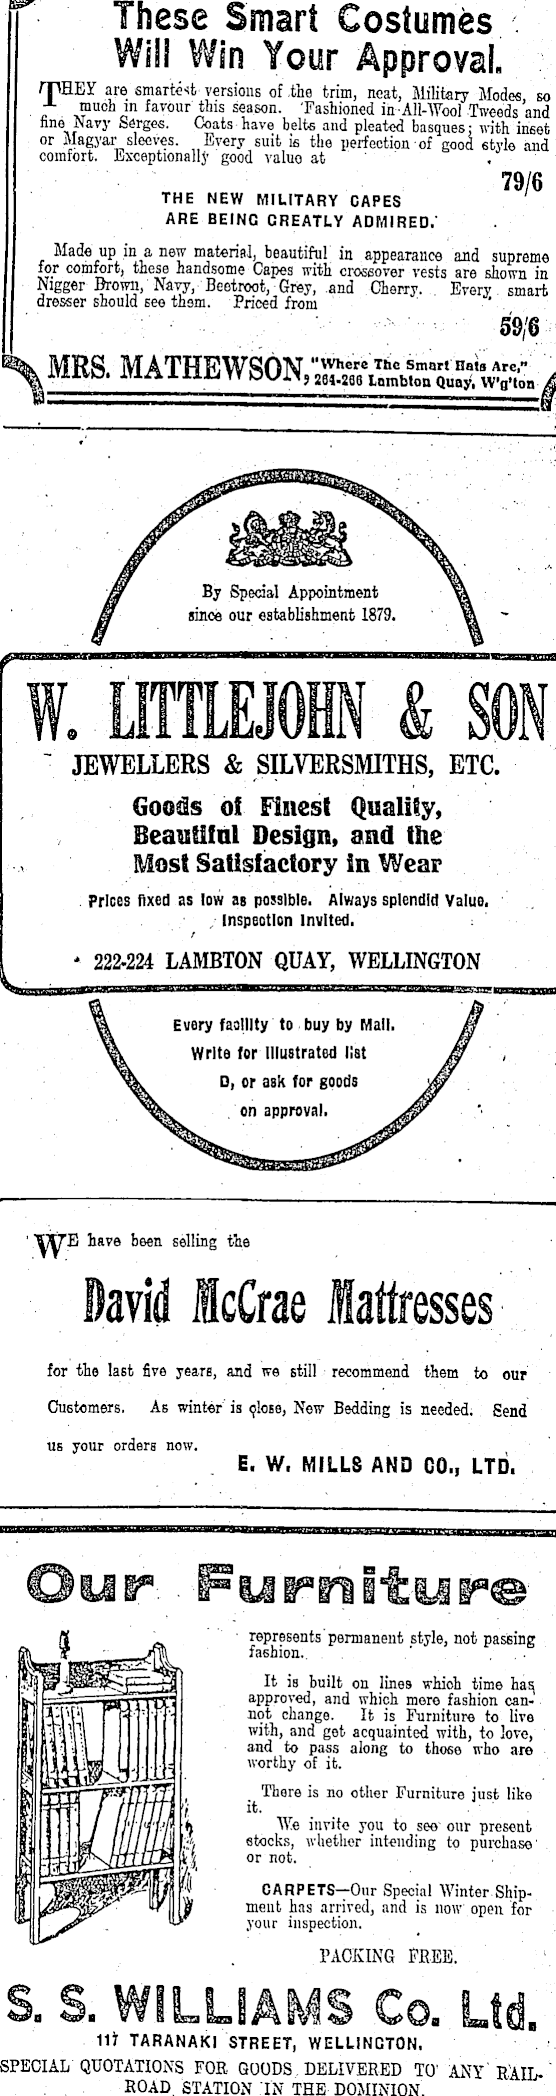 These Smart Costumes
Will Win Your Approval.
THEY are smartest versions of the trim, neat, Military Modes, so
much in favour this season. Fashioned in All-Wool Tweeds and
fine Navy Serges. Coats have belts and pleated basques; with inset
or Magyar sleeves. Every suit is the perfection of good style and
comfort. Exceptionally good value at
79/6
THE NEW MILITARY CAPES
ARE BEING GREATLY ADMIRED.
Made up in a new material, beautiful in appearance and supreme
for comfort, these handsome Capes with crossover vests are shown in
Nigger Brown, Navy, Beetroot, Grey, and Cherry. Every smart
dresser should see them. Priced from
59/6
MRS. MATHEWSON, "Where The Smart Hats Are,"
264-266 Lambton Quay, W'g'ton
By Special Appointment
since our establishment 1879.
W. LITTLEJOHN & SON
JEWELLERS & SILVERSMITHS, ETC.
Goods of Finest Quality,
Beautiful Design, and the
Most Satisfactory in Wear
Prices fixed as low as possible. Always splendid Value.
Inspection Invited.
222-224 LAMBTON QUAY, WELLINGTON
Every facility to buy by Mail.
Write for Illustrated list
D, or ask for goods
on approval.
WE have been selling the
David McCrae Mattresses
for the last five years, and we still recommend them to our
Customers. As winter is close, New Bedding is needed. Send
us your orders now.
E. W. MILLS AND CO., LTD.
Our Furniture
represents permanent style, not passing
fashion.
It is built on lines which time has
approved, and which mere fashion can-
not change. It is Furniture to live
with, and get acquainted with, to love,
and to pass along to those who are
worthy of it.
There is no other Furniture just like
it.
We invite you to see our present
stocks, whether intending to purchase
or not.
CARPETS—Our Special Winter Ship-
ment has arrived, and is now open for
your inspection.
PACKING FREE.
S. S. WILLIAMS Co. Ltd.
117 TARANAKI STREET, WELLINGTON.
SPECIAL QUOTATIONS FOR GOODS DELIVERED TO ANY RAIL-
ROAD STATION IN THE DOMINION.